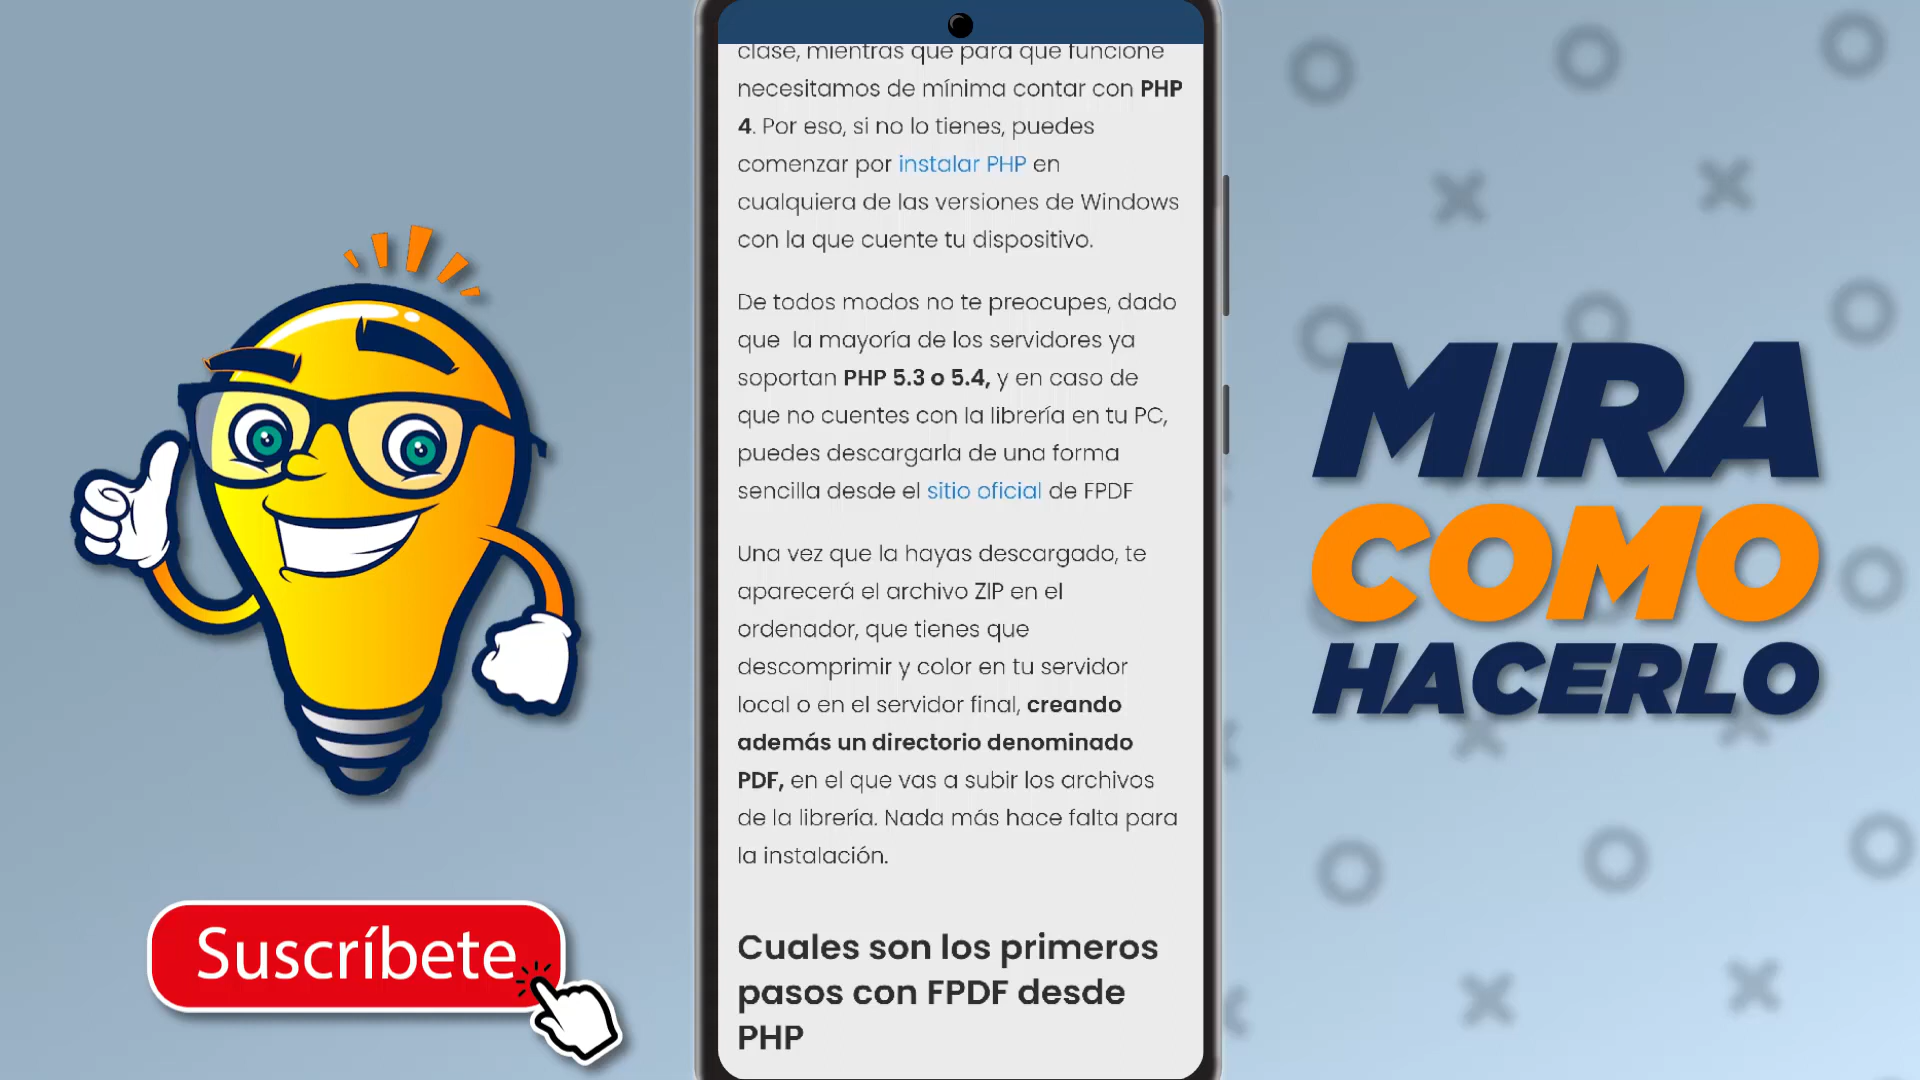 clase, mientras que para que funcione
necesitamos de mínima contar con PHP
4. Por eso, si no lo tienes, puedes
comenzar por instalar PHP en
cualquiera de las versiones de Windows
con la que cuente tu dispositivo.
De todos modos no te preocupes, dado
que la mayoría de los servidores ya
soportan PHP 5.3 o 5.4, y en caso de
que no cuentes con la librería en tu PC,
puedes descargarla de una forma
sencilla desde el sitio oficial de FPDF
Una vez que la hayas descargado, te
aparecerá el archivo ZIP en el
ordenador, que tienes que
descomprimir y color en tu servidor
local o en el servidor final, creando
además un directorio denominado
PDF, en el que vas a subir los archivos
de la librería. Nada más hace falta para
la instalación.
Cuales son los primeros
pasos con FPDF desde
PHP
Suscríbete
MIRA
COMO
HACERLO